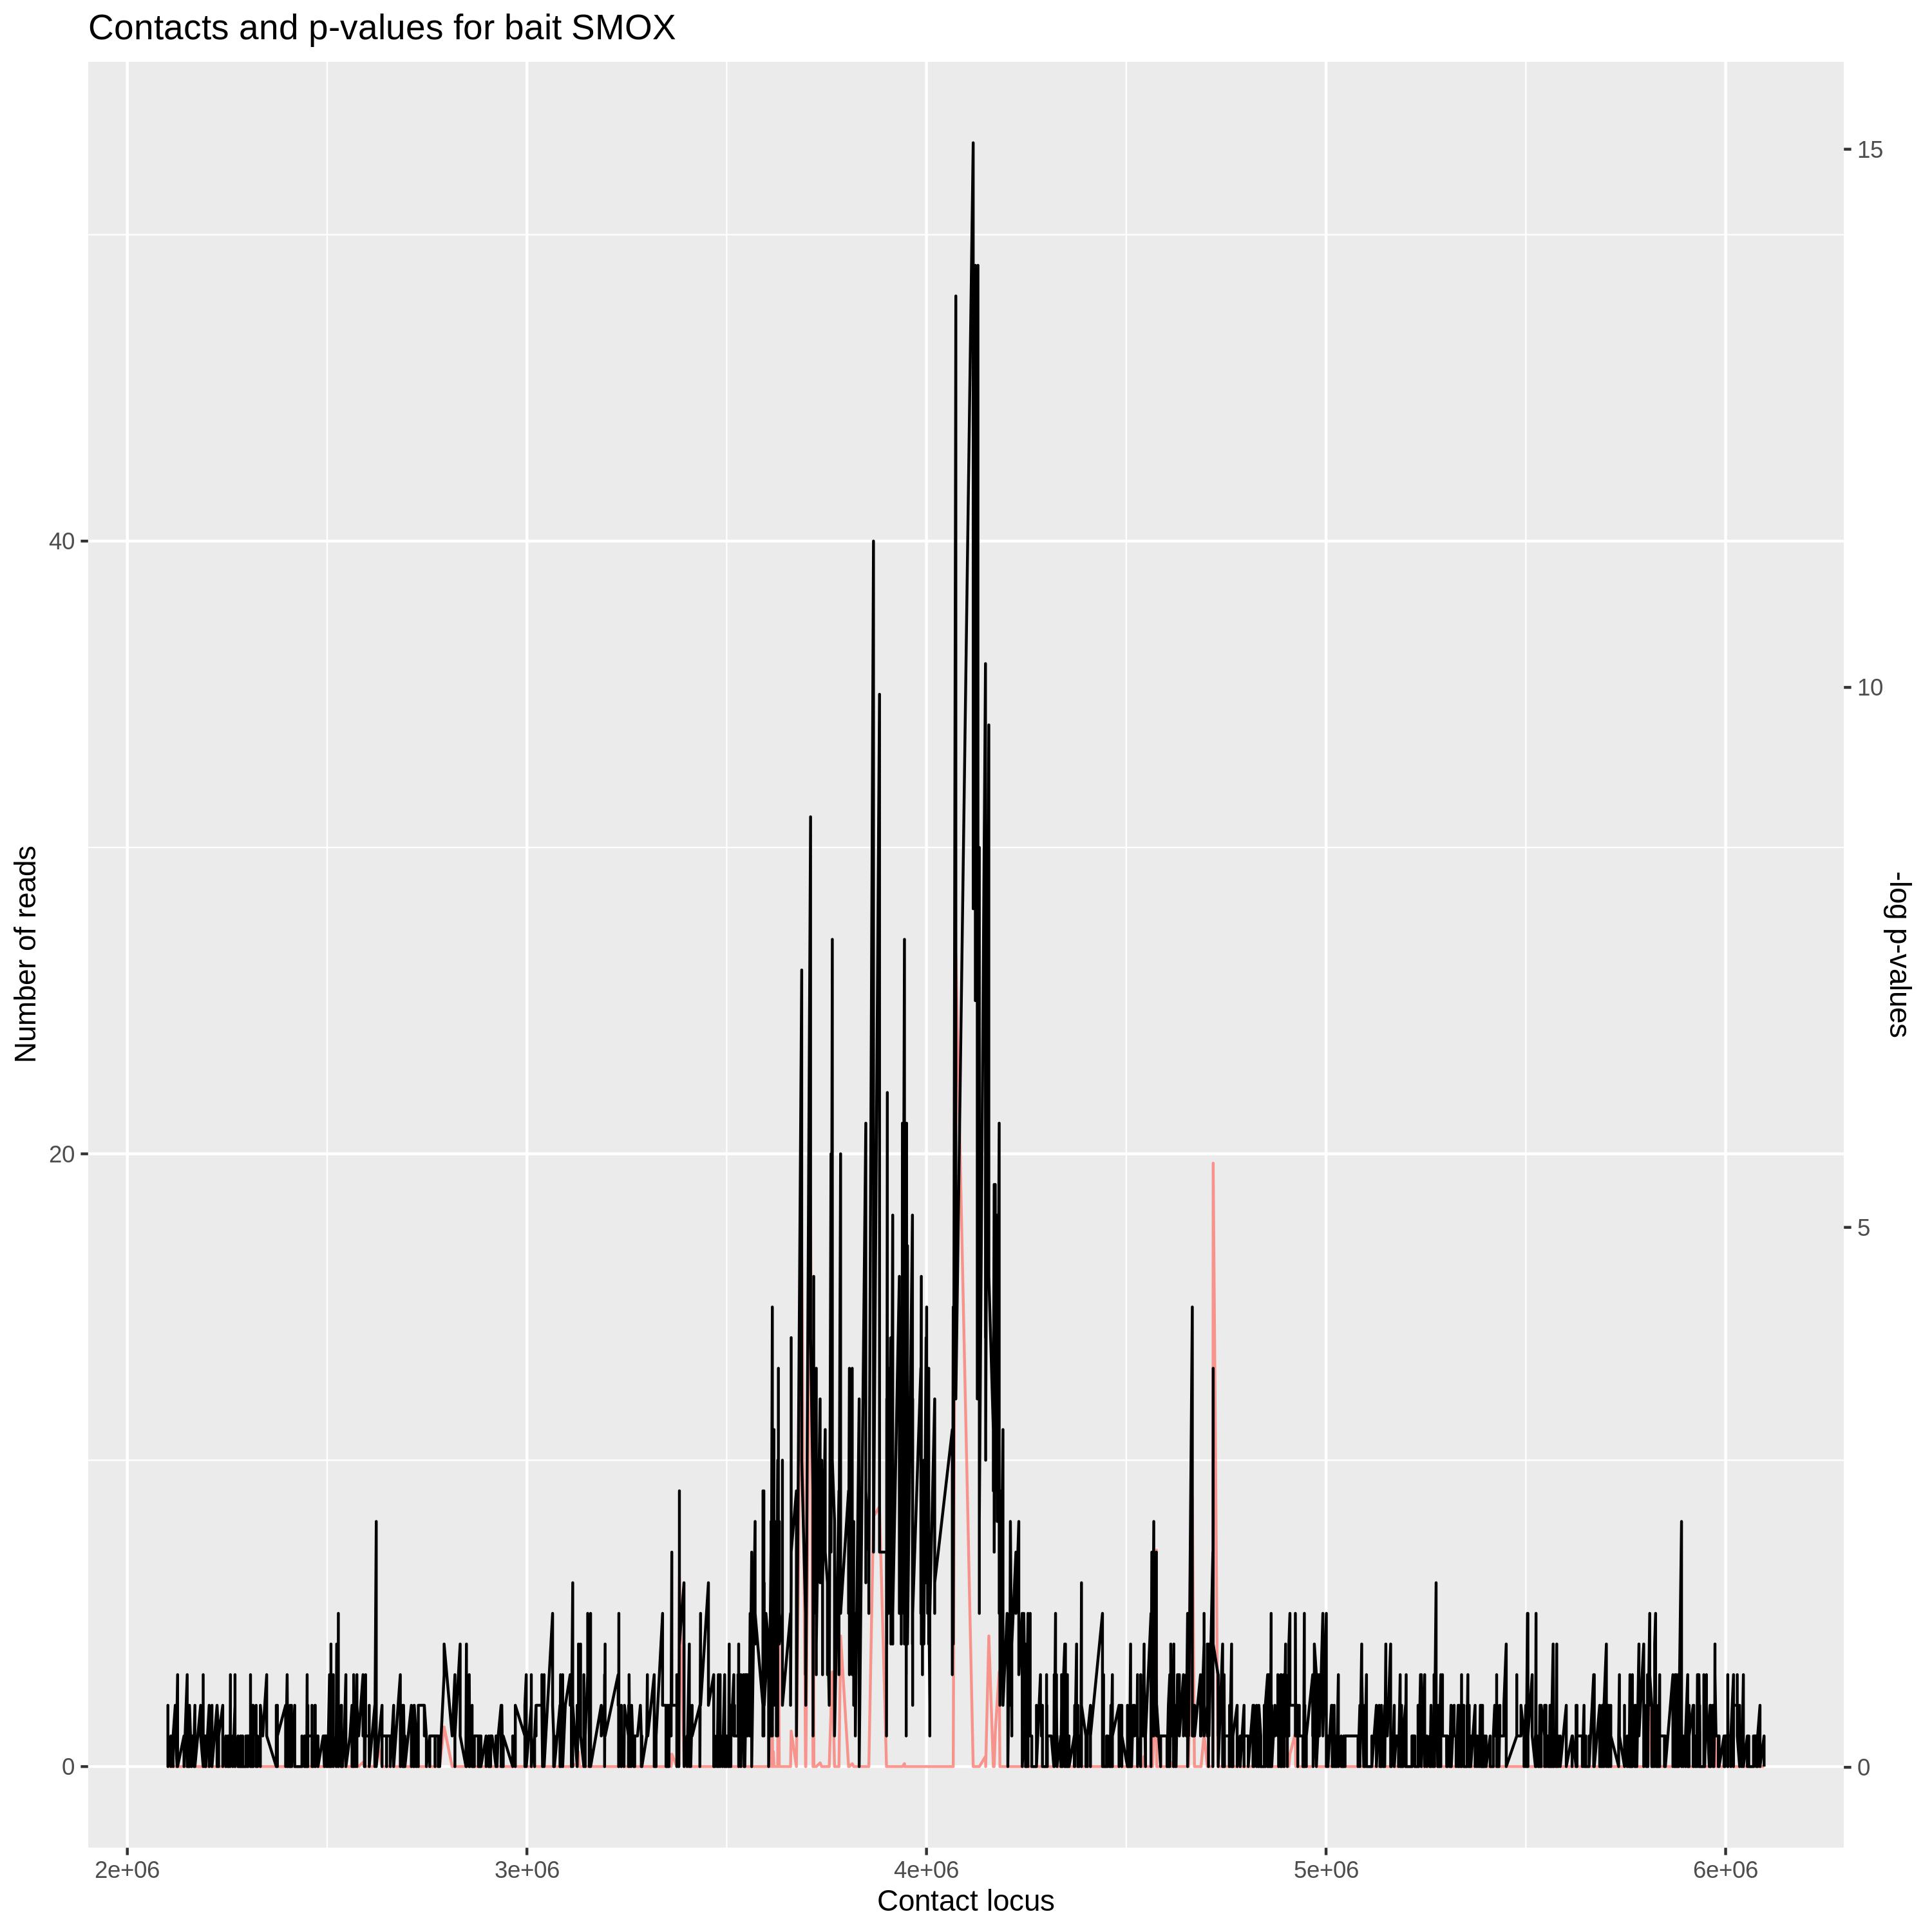 Contacts and p-values for bait SMOX
15
40
10
Number of reads
-log p-values
20
5
0
0
2e+06
3e+06
4e+06
5e+06
6e+06
Contact locus